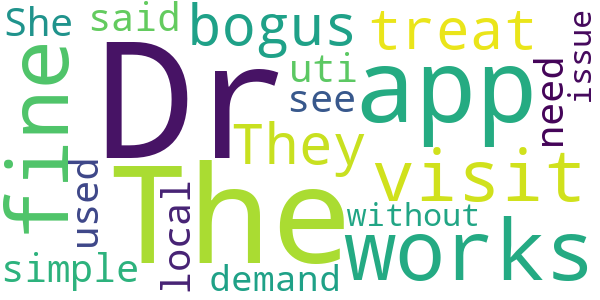 She
said
bogus
treat
issue
fine
Dr
uti
see
app
need
They
visit
used
The
local
without
works
simple
demand